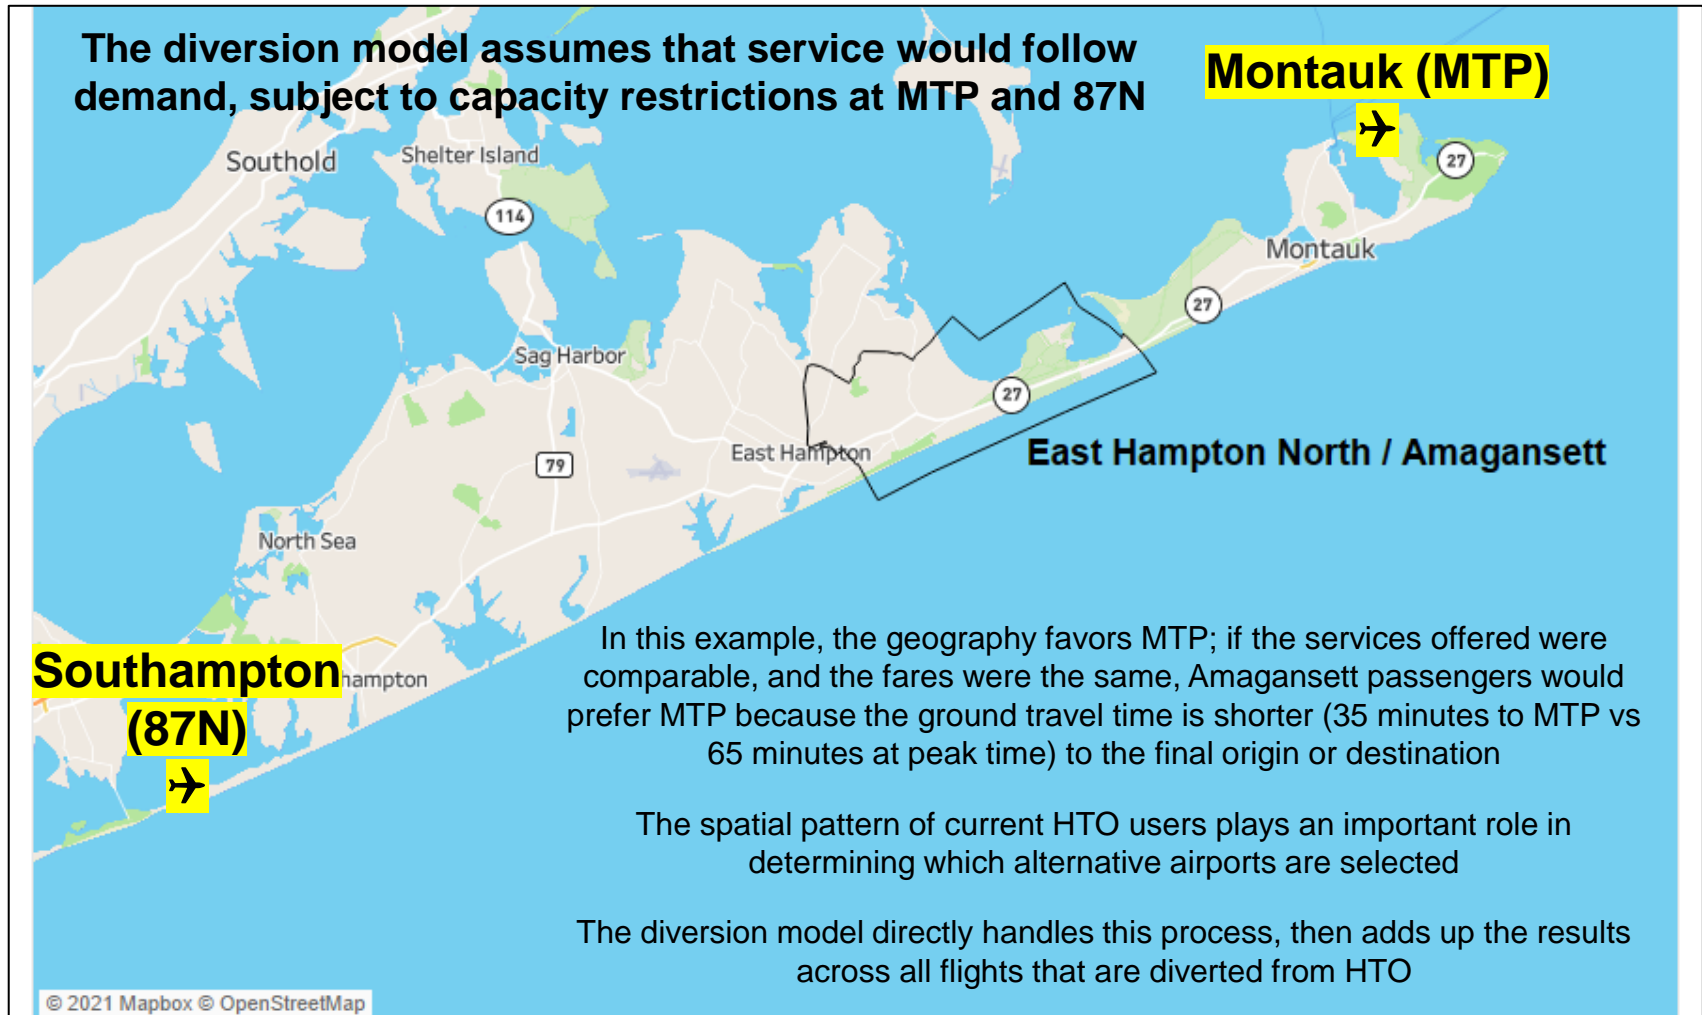 The diversion model assumes that service would follow
demand, subject to capacity restrictions at MTP and 87N
Montauk (MTP)
Southold
Shelter Island
27
114
Montauk
27
Sag Harbor
27
East Hampton
East Hampton North / Amagansett
79
North Sea
Southampton
(87N)
hampton
In this example, the geography favors MTP; if the services offered were
comparable, and the fares were the same, Amagansett passengers would
prefer MTP because the ground travel time is shorter (35 minutes to MTP vs
65 minutes at peak time) to the final origin or destination
The spatial pattern of current HTO users plays an important role in
determining which alternative airports are selected
The diversion model directly handles this process, then adds up the results
across all flights that are diverted from HTO
© 2021 Mapbox © OpenStreetMap